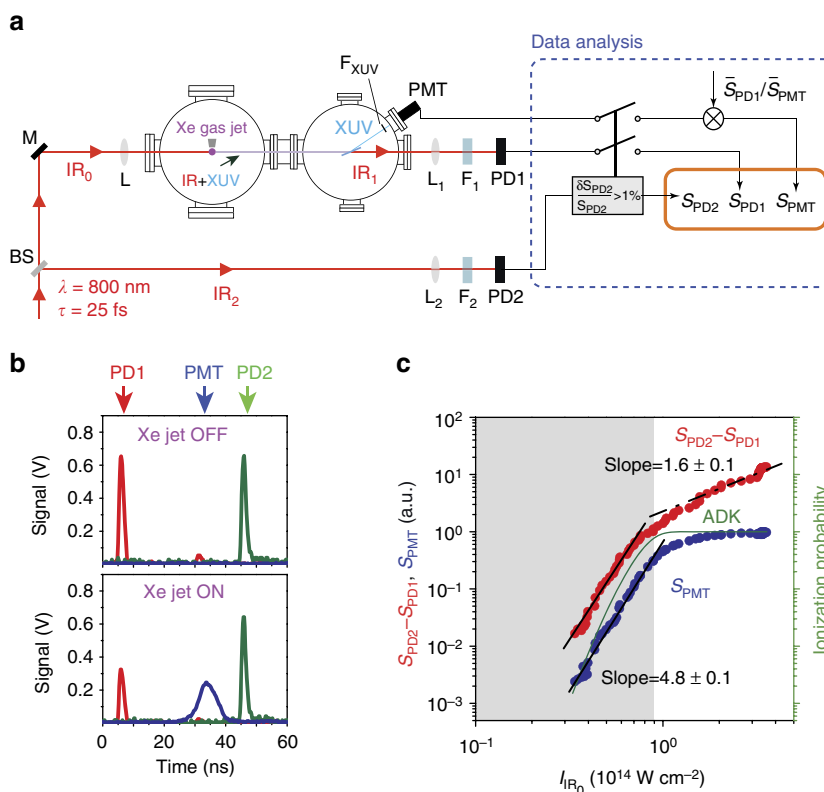 a
Data analysis
F_XUV
PMT
S̄_PD1/S̄_PMT
M
Xe gas jet
XUV
IR_0
L
IR+XUV
IR_1
L_1
F_1
PD1
δS_PD2
S_PD2
>1%
S_PD2
S_PD1
S_PMT
BS
λ = 800 nm
τ = 25 fs
IR_2
L_2
F_2
PD2
b
PD1
PMT
PD2
Xe jet OFF
0.8
0.6
0.4
0.2
Signal (V)
Xe jet ON
0.8
0.6
0.4
0.2
Signal (V)
0
20
40
60
Time (ns)
c
S_PD2–S_PD1
Slope=1.6 ± 0.1
ADK
S_PMT
Slope=4.8 ± 0.1
10^2
10^1
10^0
10^−1
10^−2
10^−3
S_PD2–S_PD1, S_PMT (a.u.)
Ionization probability
10^−1
10^0
I_IR_0 (10^14 W cm^−2)